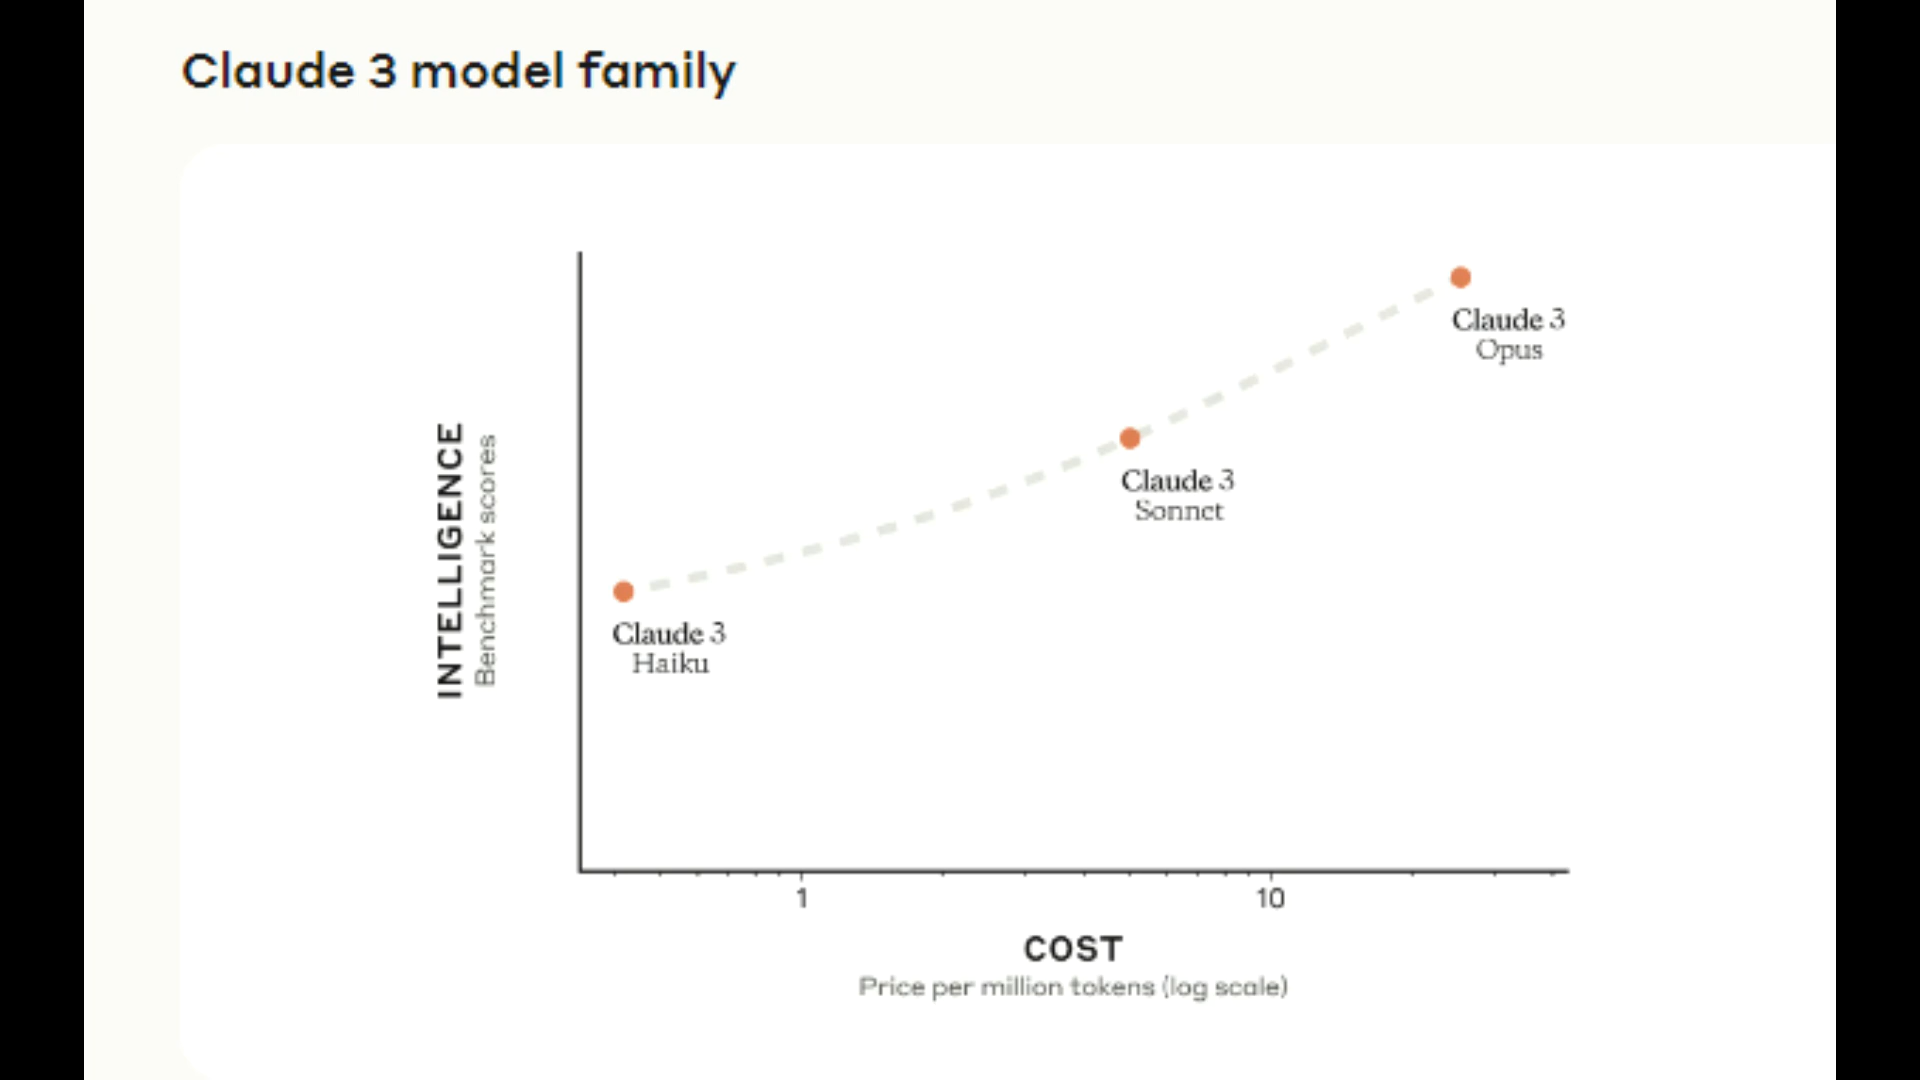 Claude 3 model family
INTELLIGENCE
Benchmark scores
Claude 3
Opus
Claude 3
Sonnet
Claude 3
Haiku
1
10
COST
Price per million tokens (log scale)